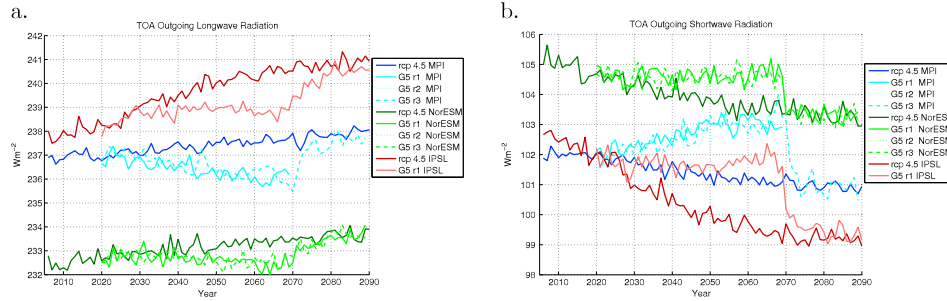 a.
TOA Outgoing Longwave Radiation
242
241
240
239
238
237
236
235
234
233
232
Wm−2
2010 2020 2030 2040 2050 2060 2070 2080 2090
Year
rcp 4.5 MPI
G5 r1 MPI
G5 r2 MPI
G5 r3 MPI
rcp 4.5 NorESM
G5 r1 NorESM
G5 r2 NorESM
G5 r3 NorESM
rcp 4.5 IPSL
G5 r1 IPSL
b.
TOA Outgoing Shortwave Radiation
106
105
104
103
102
101
100
99
98
Wm−2
2010 2020 2030 2040 2050 2060 2070 2080 2090
Year
rcp 4.5 MPI
G5 r1 MPI
G5 r2 MPI
G5 r3 MPI
rcp 4.5 NorESM
G5 r1 NorESM
G5 r2 NorESM
G5 r3 NorESM
rcp 4.5 IPSL
G5 r1 IPSL